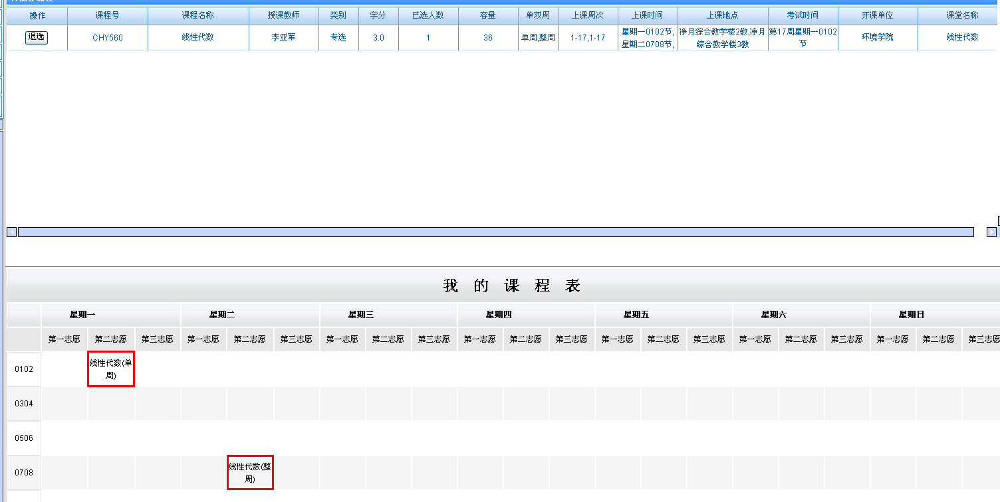 操作 课程号 课程名称 授课教师 类别 学分 已选人数 容量 单双周 上课周次 上课时间 上课地点 考试时间 开课单位 课堂名称
退选 CHY560 线性代数 李亚军 专选 3.0 1 36 单周,整周 1-17,1-17 星期一0102节, 净月综合教学楼2教,净月 第17周星期一0102 环境学院 线性代数
星期二0708节, 综合教学楼3教 节
我的课程表
星期一 星期二 星期三 星期四 星期五 星期六 星期日
第一志愿 第二志愿 第三志愿 第一志愿 第二志愿 第三志愿 第一志愿 第二志愿 第三志愿 第一志愿 第二志愿 第三志愿 第一志愿 第二志愿 第三志愿 第一志愿 第二志愿 第三志愿 第一志愿 第二志愿 第三志愿
0102 线性代数(单
周)
0304
0506
0708 线性代数(整
周)